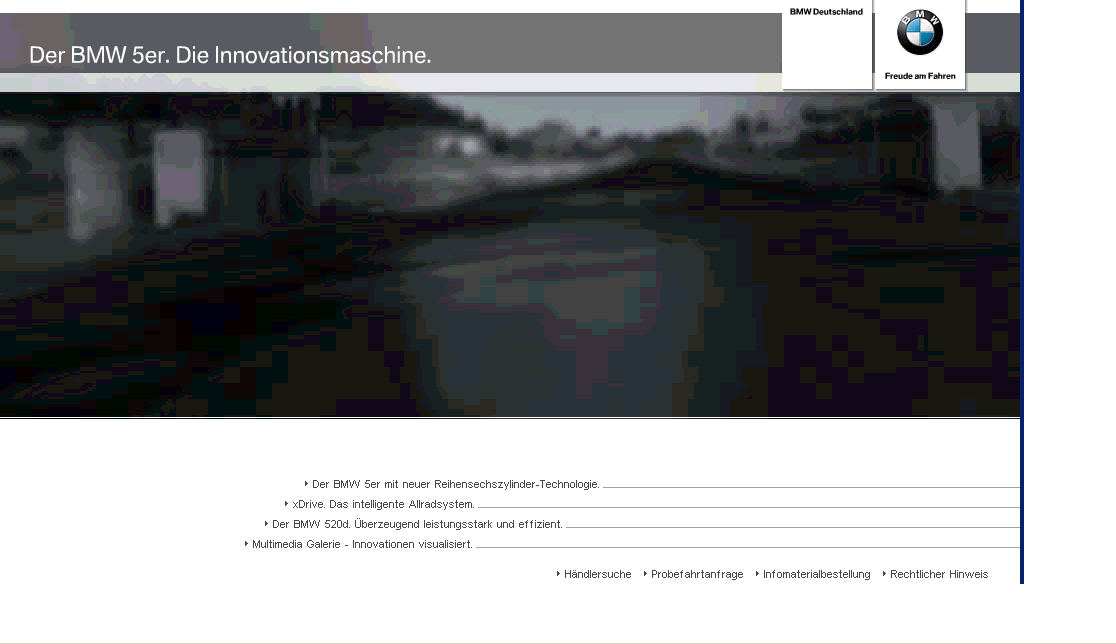 BMW Deutschland
Der BMW 5er. Die Innovationsmaschine.
BMW
Freude am Fahren
Der BMW 5er mit neuer Reihensechszylinder-Technologie.
xDrive. Das intelligente Allradsystem.
Der BMW 520d. Überzeugend leistungsstark und effizient.
Multimedia Galerie - Innovationen visualisiert.
Händlersuche Probefahrtanfrage Infomaterialbestellung Rechtlicher Hinweis